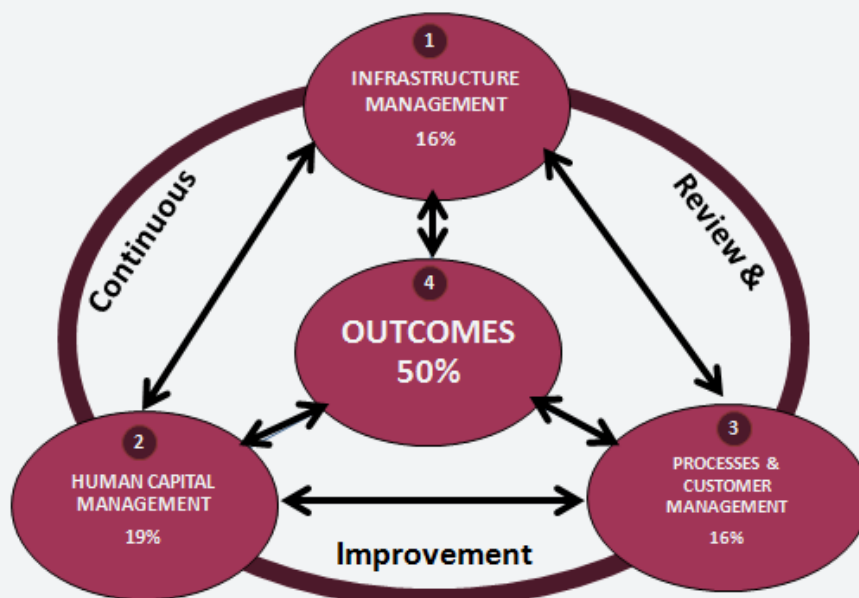 1
INFRASTRUCTURE
MANAGEMENT
16%
Continuous
Review &
4
OUTCOMES
50%
2
HUMAN CAPITAL
MANAGEMENT
19%
3
PROCESSES &
CUSTOMER
MANAGEMENT
16%
Improvement